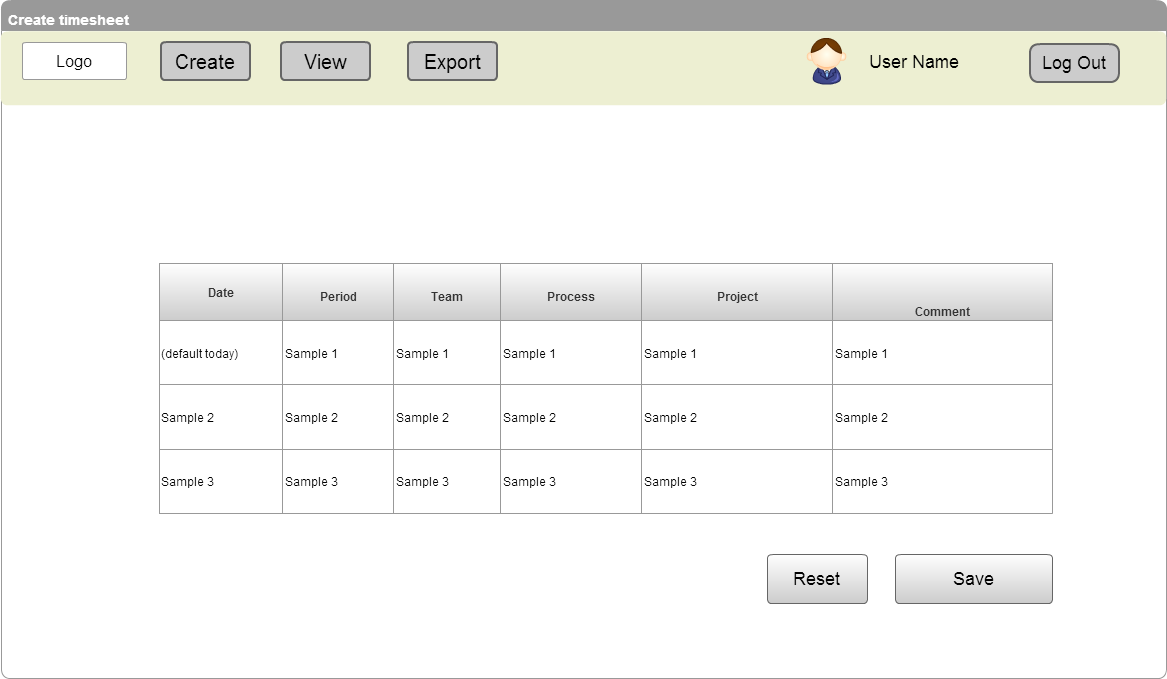 Create timesheet
Logo Create View Export User Name Log Out
Date Period Team Process Project Comment
(default today) Sample 1 Sample 1 Sample 1 Sample 1 Sample 1
Sample 2 Sample 2 Sample 2 Sample 2 Sample 2 Sample 2
Sample 3 Sample 3 Sample 3 Sample 3 Sample 3 Sample 3
Reset Save